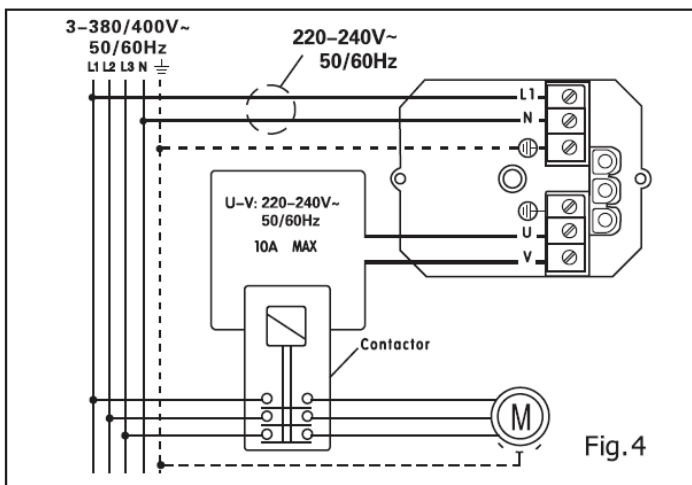 3-380/400V~
50/60Hz
L1 L2 L3 N
220-240V~
50/60Hz
L1
N
U-V: 220-240V~
50/60Hz
10A MAX
U
V
Contactor
M
Fig.4